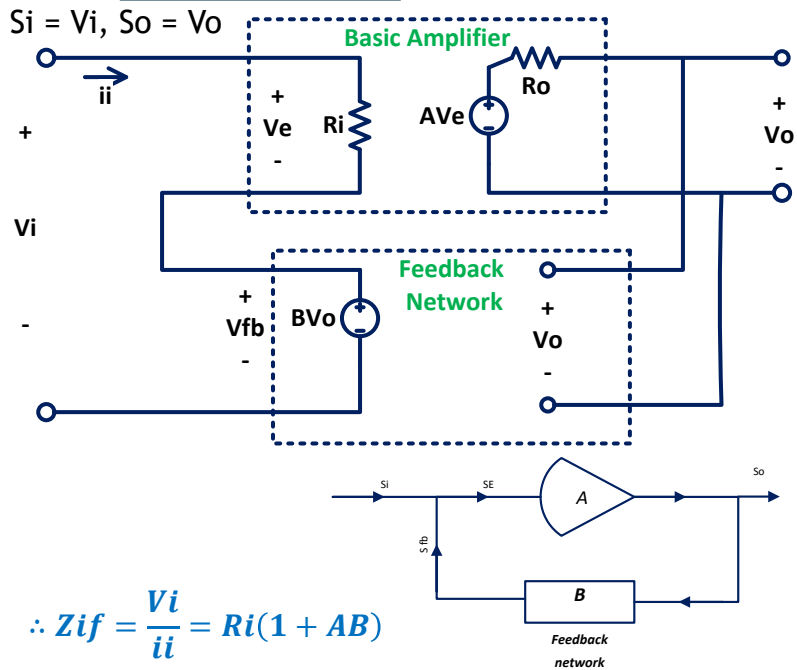 Si = Vi, So = Vo
Basic Amplifier
ii
+
Ve
-
Ri
AVe
Ro
+
Vo
-
+
Vi
-
Feedback
Network
+
Vfb
-
BVo
+
Vo
-
Si
SE
A
So
S fb
B
Feedback
network
∴ Zif = Vi/ii = Ri(1 + AB)